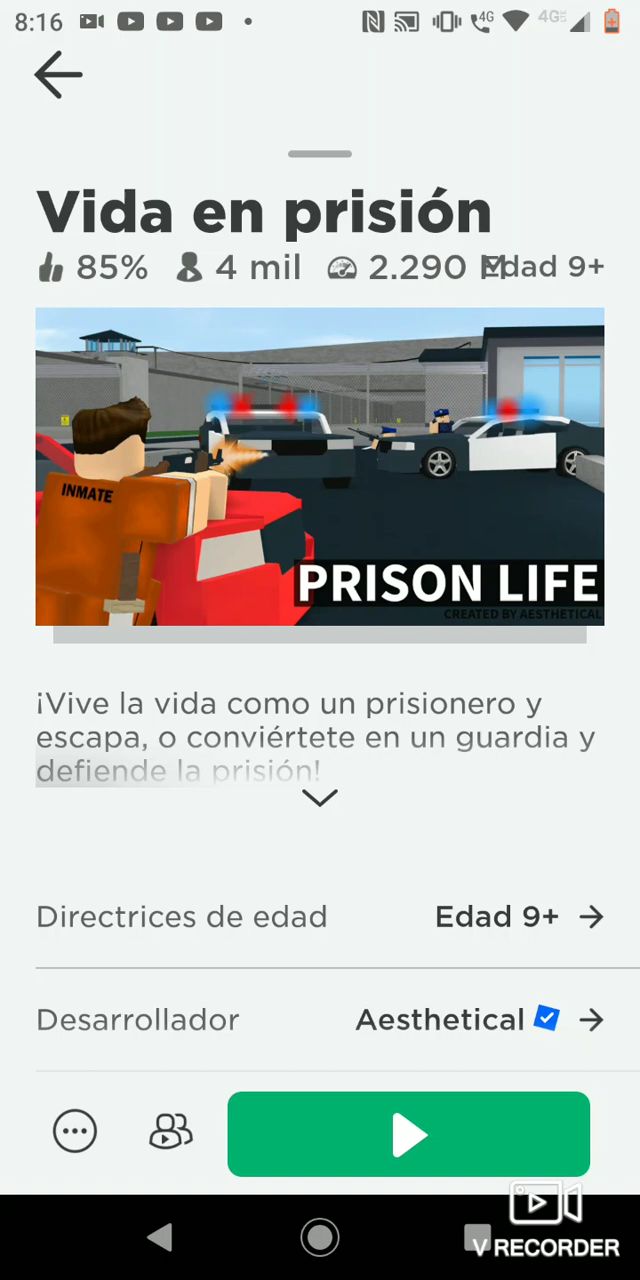 8:16
4G
4G
Vida en prisión
85% 4 mil 2.290 M Edad 9+
INMATE
PRISON LIFE
CREATED BY AESTHETICAL
¡Vive la vida como un prisionero y
escapa, o conviértete en un guardia y
defiende la prisión!
Directrices de edad Edad 9+
Desarrollador Aesthetical
V RECORDER